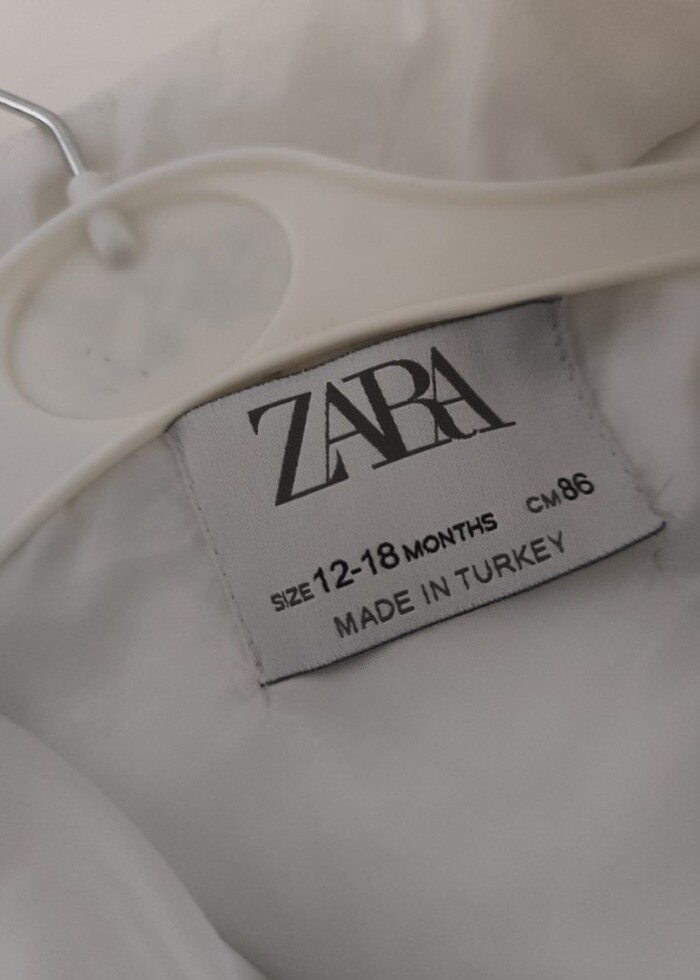 ZARA
SIZE 12-18 MONTHS CM 86
MADE IN TURKEY